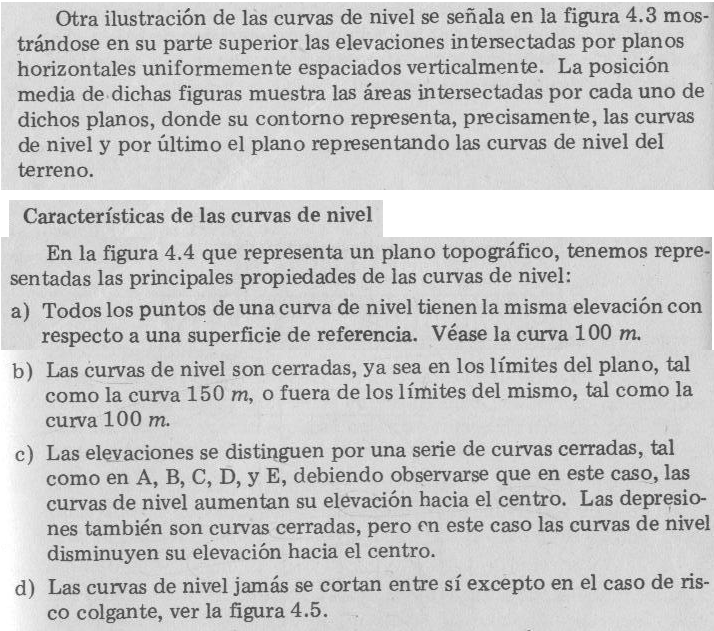 Otra ilustración de las curvas de nivel se señala en la figura 4.3 mos-
trándose en su parte superior las elevaciones intersectadas por planos
horizontales uniformemente espaciados verticalmente. La posición
media de dichas figuras muestra las áreas intersectadas por cada uno de
dichos planos, donde su contorno representa, precisamente, las curvas
de nivel y por último el plano representando las curvas de nivel del
terreno.
Características de las curvas de nivel
En la figura 4.4 que representa un plano topográfico, tenemos repre-
sentadas las principales propiedades de las curvas de nivel:
a) Todos los puntos de una curva de nivel tienen la misma elevación con
respecto a una superficie de referencia. Véase la curva 100 m.
b) Las curvas de nivel son cerradas, ya sea en los límites del plano, tal
como la curva 150 m, o fuera de los límites del mismo, tal como la
curva 100 m.
c) Las elevaciones se distinguen por una serie de curvas cerradas, tal
como en A, B, C, D, y E, debiendo observarse que en este caso, las
curvas de nivel aumentan su elevación hacia el centro. Las depresio-
nes también son curvas cerradas, pero en este caso las curvas de nivel
disminuyen su elevación hacia el centro.
d) Las curvas de nivel jamás se cortan entre sí excepto en el caso de ris-
co colgante, ver la figura 4.5.